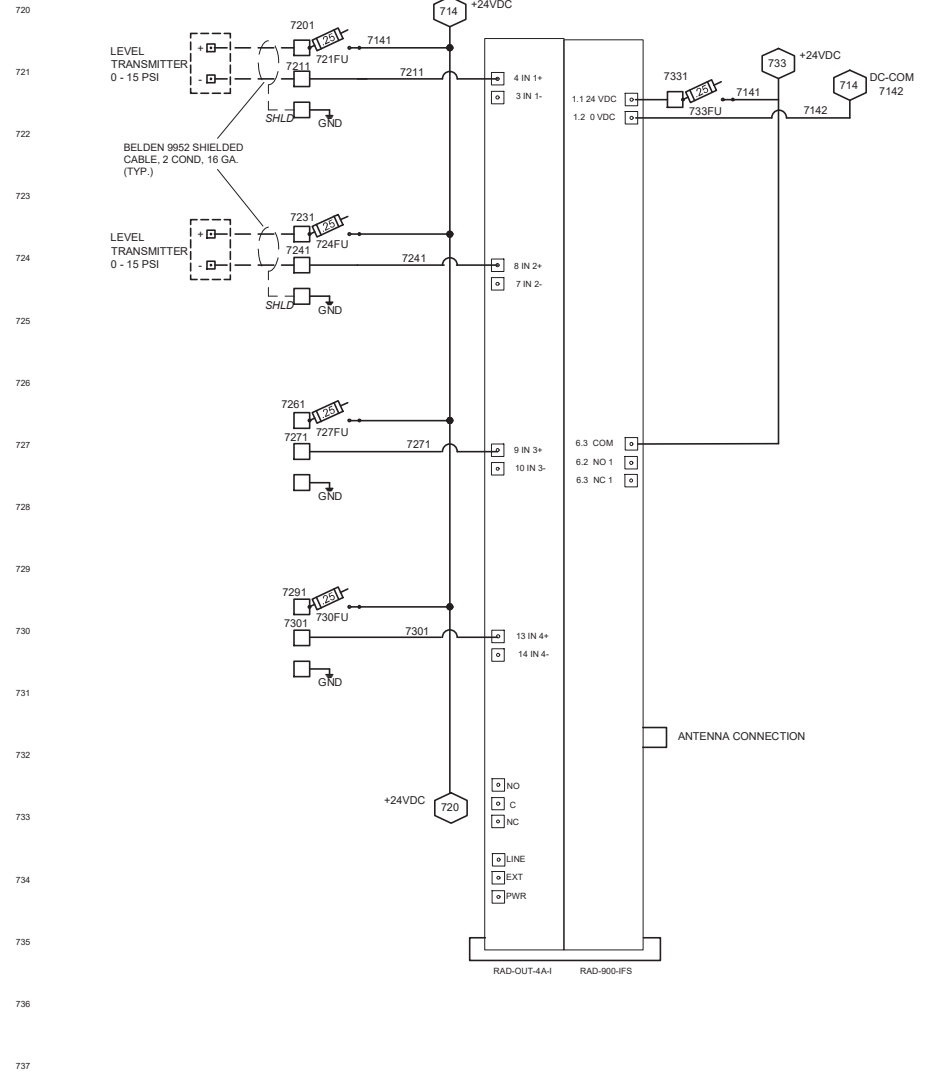 720
714
+24VDC
7201
.25
7141
721FU
LEVEL
TRANSMITTER
0 - 15 PSI
+
-
721
7211
7211
4 IN 1+
3 IN 1-
SHLD
GND
733
+24VDC
7331
.25
7141
733FU
714
DC-COM
7142
1.1 24 VDC
1.2 0 VDC
7142
722
BELDEN 9952 SHIELDED
CABLE, 2 COND, 16 GA.
(TYP.)
723
7231
.25
724FU
LEVEL
TRANSMITTER
0 - 15 PSI
+
-
724
7241
7241
8 IN 2+
7 IN 2-
SHLD
GND
725
726
7261
.25
727FU
727
7271
7271
9 IN 3+
10 IN 3-
GND
6.3 COM
6.2 NO 1
6.3 NC 1
728
729
7291
.25
730FU
730
7301
7301
13 IN 4+
14 IN 4-
GND
731
ANTENNA CONNECTION
732
+24VDC
720
NO
C
NC
733
LINE
EXT
PWR
734
735
RAD-OUT-4A-I
RAD-900-IFS
736
737